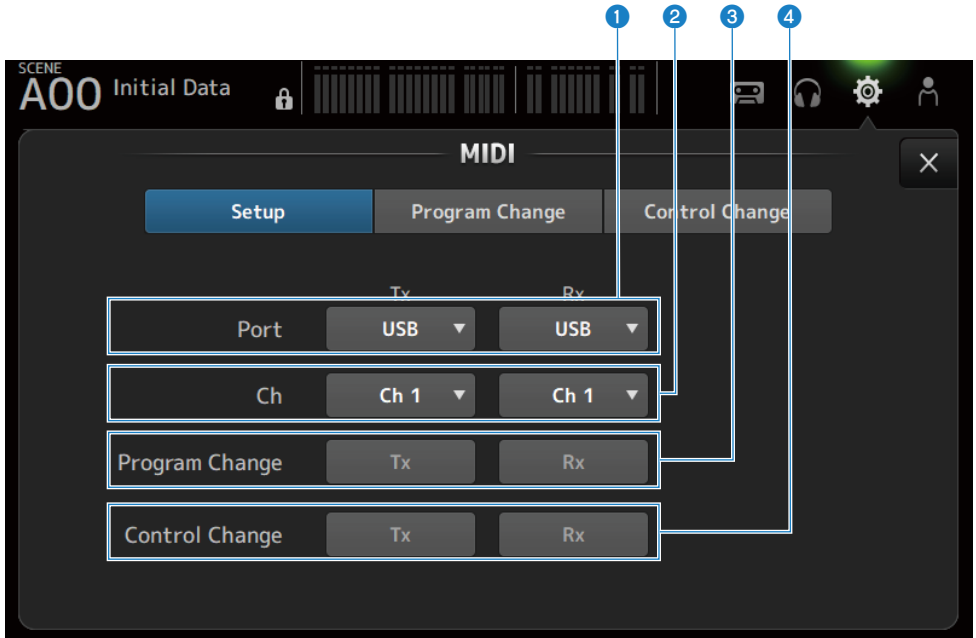 1 2 3 4
SCENE
A00 Initial Data
MIDI
Setup Program Change Control Change
Tx Rx
Port USB USB
Ch Ch 1 Ch 1
Program Change Tx Rx
Control Change Tx Rx